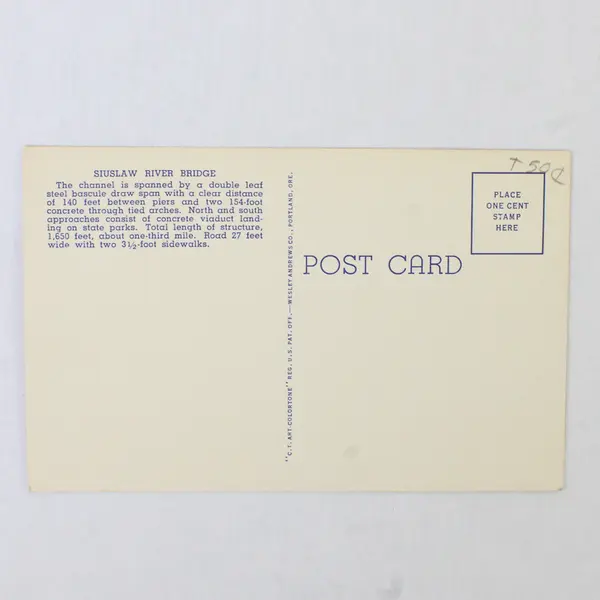 SIUSLAW RIVER BRIDGE
The channel is spanned by a double leaf
steel bascule draw span with a clear distance
of 140 feet between piers and two 154-foot
concrete through tied arches. North and south
approaches consist of concrete viaduct land-
ing on state parks. Total length of structure,
1,650 feet, about one-third mile. Road 27 feet
wide with two 3½-foot sidewalks.
"C.T. ART-COLORTONE" REG. U.S. PAT. OFF.—WESLEY ANDREWS CO., PORTLAND, ORE.
POST CARD
T 50¢
PLACE
ONE CENT
STAMP
HERE